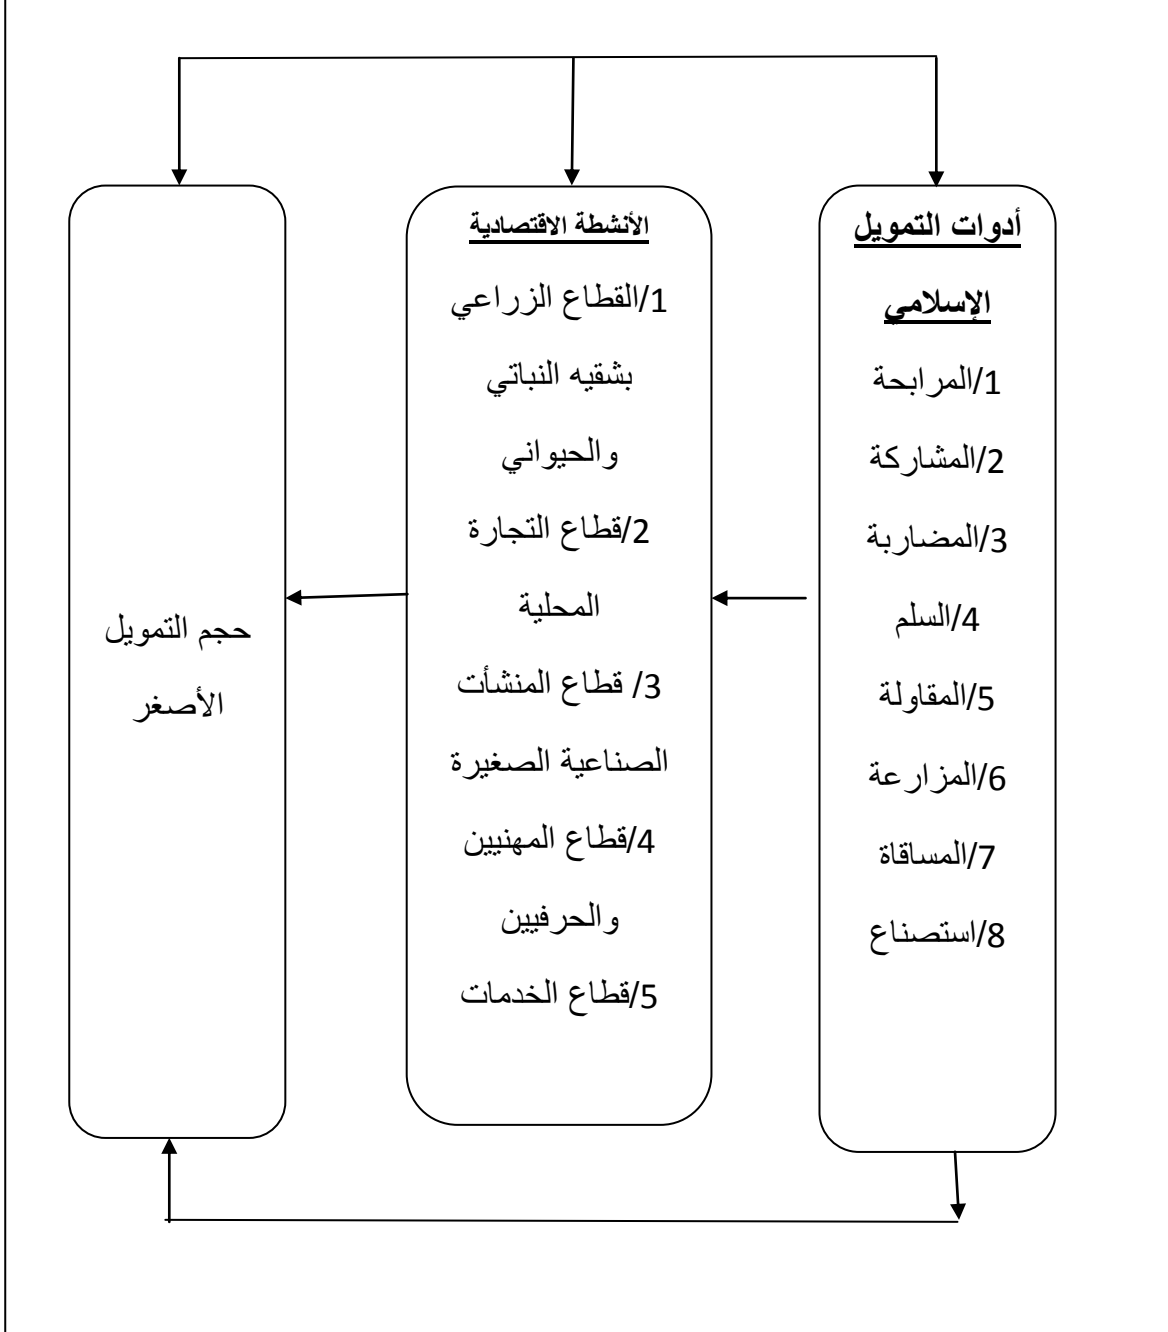 أدوات التمويل
الإسلامي
1/المرابحة
2/المشاركة
3/المضاربة
4/السلم
5/المقاولة
6/المزارعة
7/المساقاة
8/استصناع
الأنشطة الاقتصادية
1/القطاع الزراعي
بشقيه النباتي
والحيواني
2/قطاع التجارة
المحلية
3/ قطاع المنشأت
الصناعية الصغيرة
4/قطاع المهنيين
والحرفيين
5/قطاع الخدمات
حجم التمويل
الأصغر